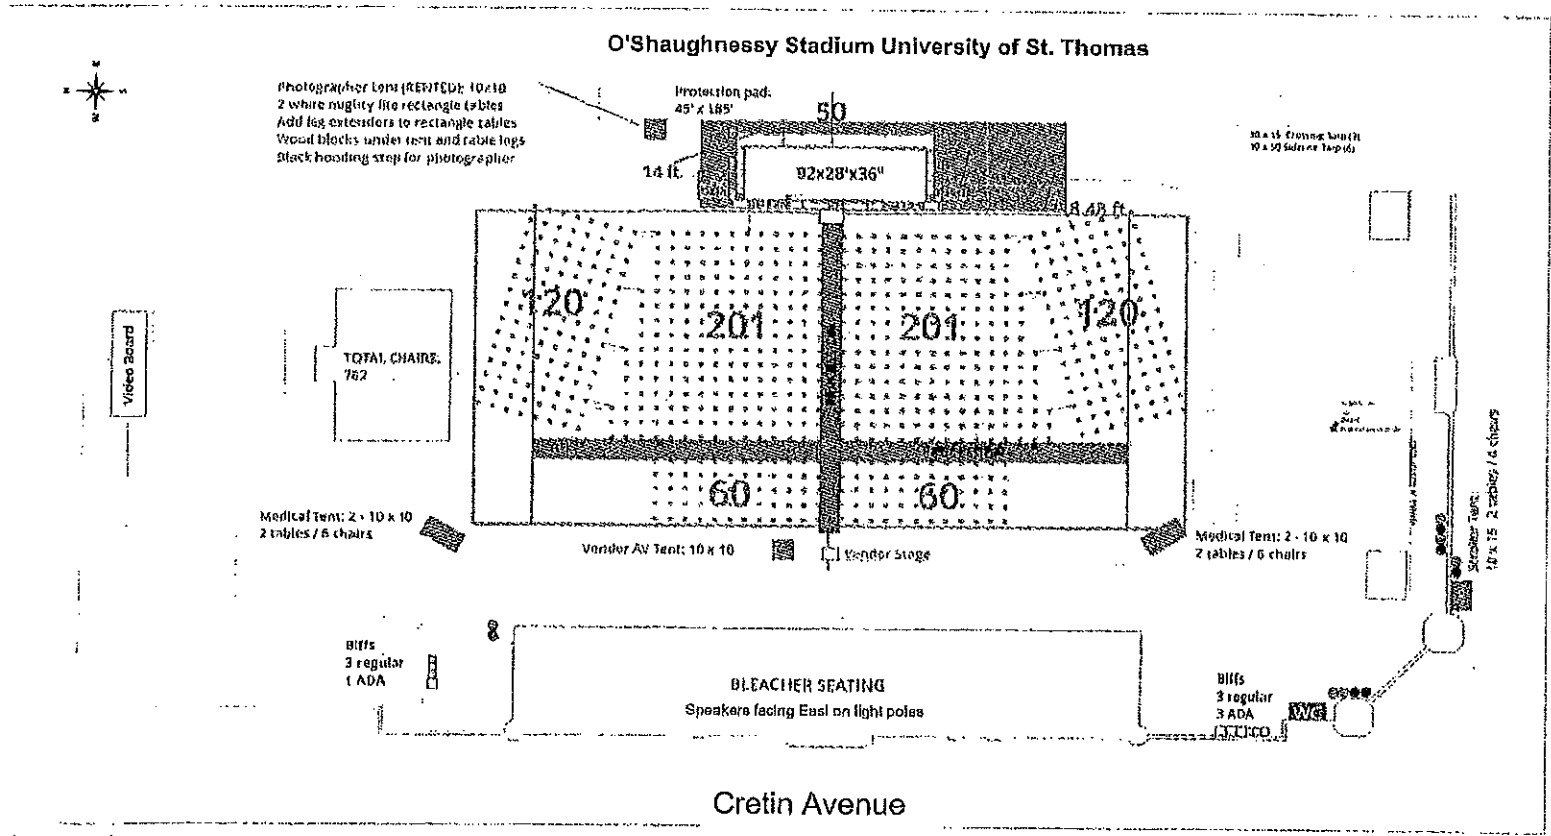 O'Shaughnessy Stadium University of St. Thomas
Photographer tent (RENTED): 10x10
2 white mighty lite rectangle tables
Add leg extenders to rectangle tables
Wood blocks under tent and table legs
Black hooding step for photographer
Protection pad:
45' x 185'
50
14 ft.
92x28'x36"
8.48 ft.
120
201
201
120
Video Board
TOTAL CHAIRS:
762
60
60
Medical Tent: 2 - 10 x 10
2 tables / 6 chairs
Vendor AV Tent: 10 x 10
Vendor Stage
Medical Tent: 2 - 10 x 10
2 tables / 6 chairs
10 x 15 2 tables / 4 chairs
Biffs
3 regular
1 ADA
BLEACHER SEATING
Speakers facing East on light poles
Biffs
3 regular
3 ADA
Cretin Avenue